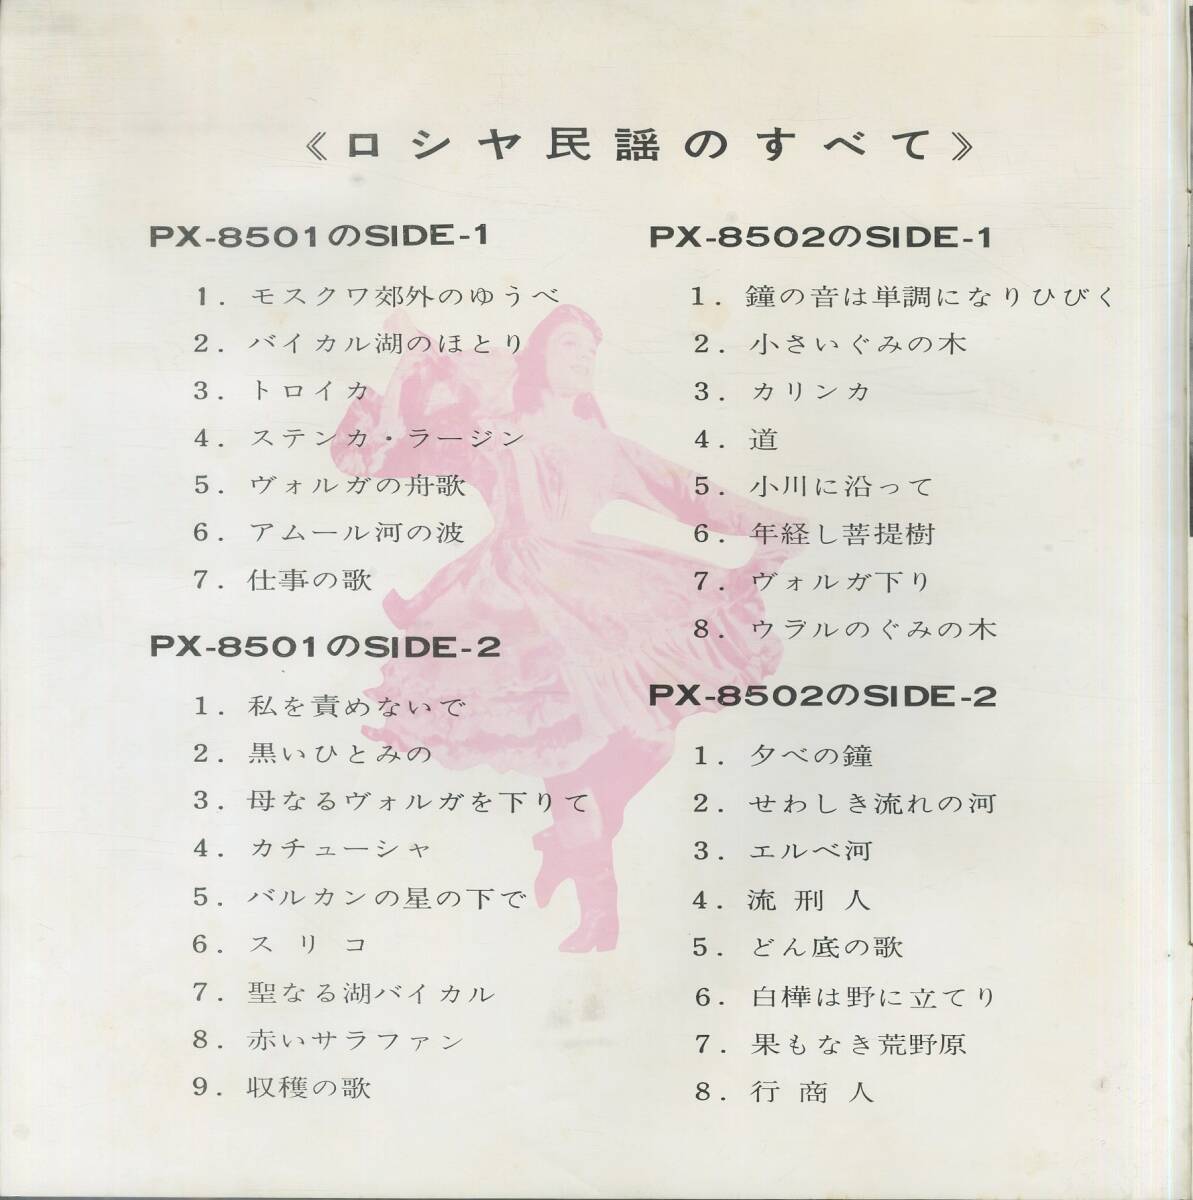 《ロシヤ民謡のすべて》
PX-8501のSIDE-1
1．モスクワ郊外のゆうべ
2．バイカル湖のほとり
3．トロイカ
4．ステンカ・ラージン
5．ヴォルガの舟歌
6．アムール河の波
7．仕事の歌
PX-8501のSIDE-2
1．私を責めないで
2．黒いひとみの
3．母なるヴォルガを下りて
4．カチューシャ
5．バルカンの星の下で
6．スリコ
7．聖なる湖バイカル
8．赤いサラファン
9．収穫の歌
PX-8502のSIDE-1
1．鐘の音は単調になりひびく
2．小さいぐみの木
3．カリンカ
4．道
5．小川に沿って
6．年経し菩提樹
7．ヴォルガ下り
8．ウラルのぐみの木
PX-8502のSIDE-2
1．夕べの鐘
2．せわしき流れの河
3．エルベ河
4．流刑人
5．どん底の歌
6．白樺は野に立てり
7．果もなき荒野原
8．行商人